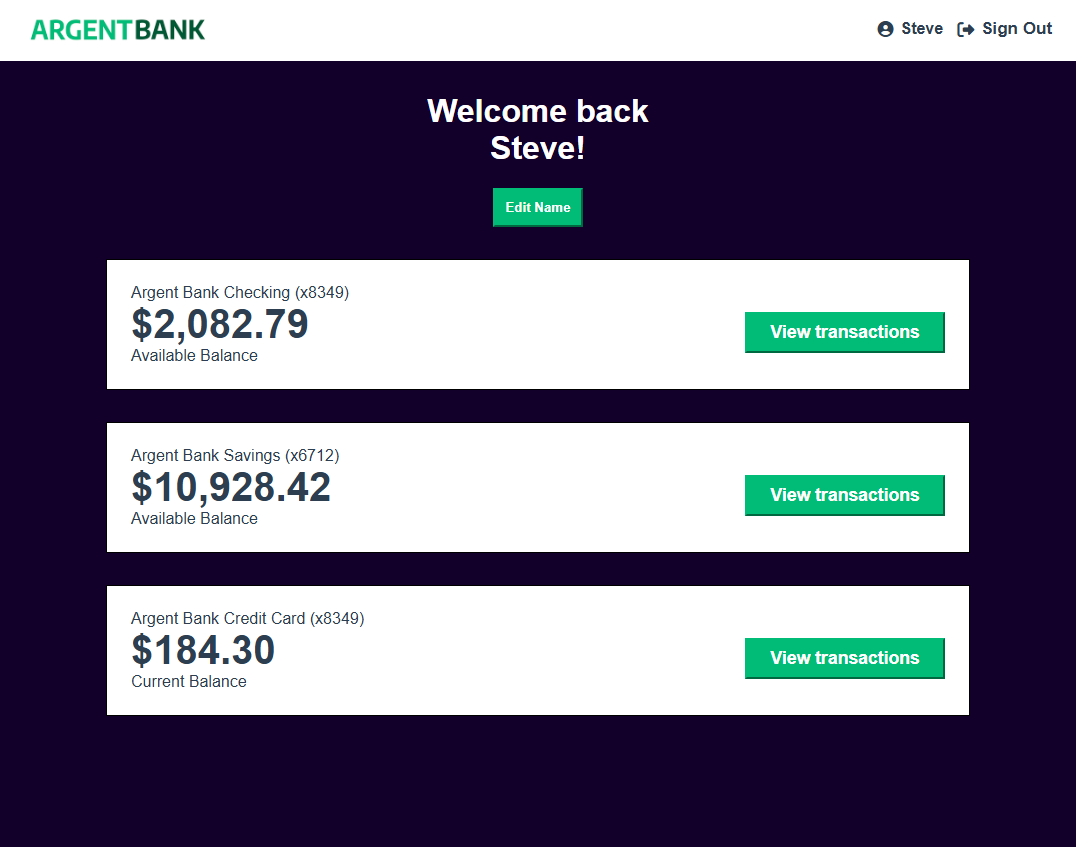 ARGENTBANK
Steve Sign Out
Welcome back
Steve!
Edit Name
Argent Bank Checking (x8349)
$2,082.79
Available Balance
View transactions
Argent Bank Savings (x6712)
$10,928.42
Available Balance
View transactions
Argent Bank Credit Card (x8349)
$184.30
Current Balance
View transactions